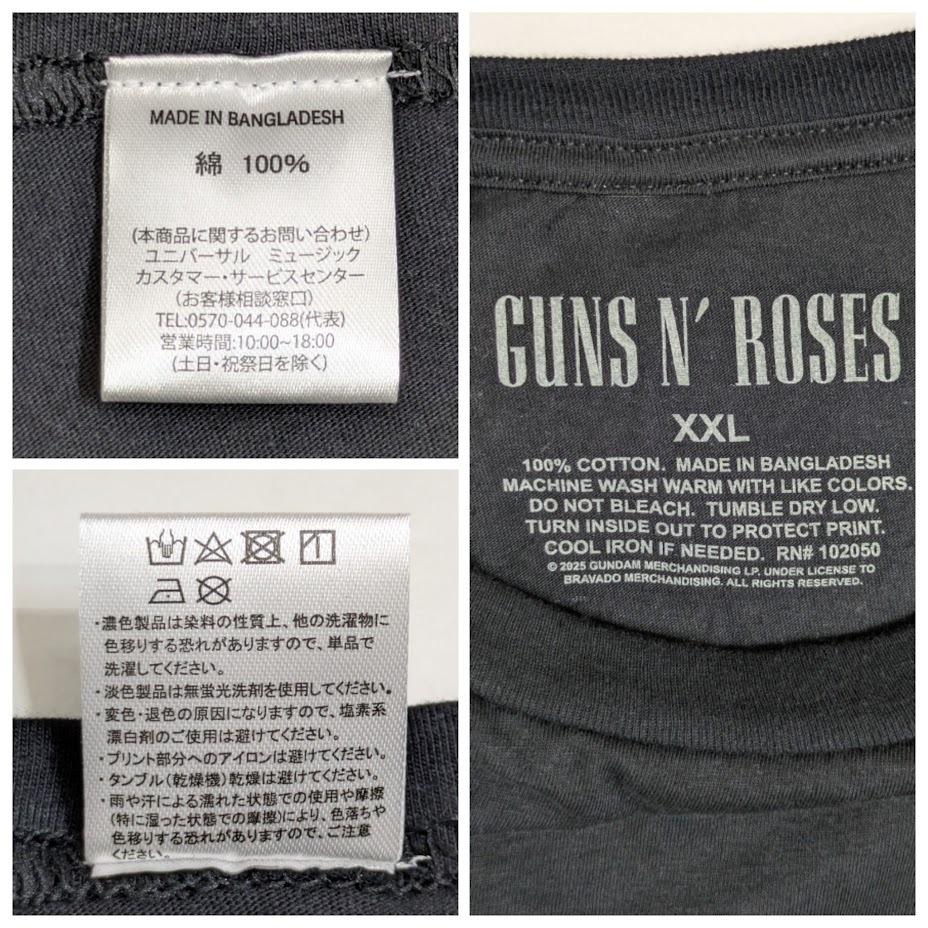 MADE IN BANGLADESH
綿 100%
(本商品に関するお問い合わせ)
ユニバーサル ミュージック
カスタマー・サービスセンター
(お客様相談窓口)
TEL:0570-044-088(代表)
営業時間:10:00~18:00
(土日・祝祭日を除く)
・濃色製品は染料の性質上、他の洗濯物に
色移りする恐れがありますので、単品で
洗濯してください。
・淡色製品は無蛍光洗剤を使用してください。
・変色・退色の原因になりますので、塩素系
漂白剤のご使用は避けてください。
・プリント部分へのアイロンは避けてください。
・タンブル(乾燥機)乾燥は避けてください。
・雨や汗による濡れた状態での使用や摩擦
(特に湿った状態での摩擦)により、色落ちや
色移りする恐れがありますので、ご注意
ください。
GUNS N' ROSES
XXL
100% COTTON. MADE IN BANGLADESH
MACHINE WASH WARM WITH LIKE COLORS.
DO NOT BLEACH. TUMBLE DRY LOW.
TURN INSIDE OUT TO PROTECT PRINT.
COOL IRON IF NEEDED. RN# 102050
© 2025 GUNDAM MERCHANDISING LP. UNDER LICENSE TO
BRAVADO MERCHANDISING. ALL RIGHTS RESERVED.